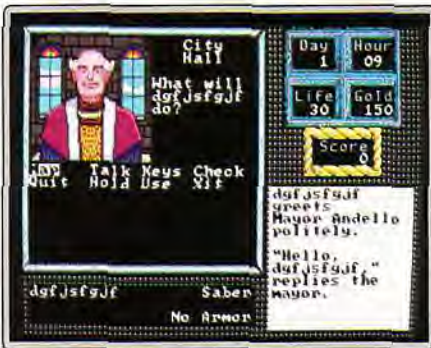 City
Hall
What will
dgfjsfgjf
do?
Talk Keys Check
Quit Hold Use Xit
dgfjsfgjf Saber
No Armor
Day Hour
1 09
Life Gold
30 150
Score
0
dgfjsfgjf
greets
Mayor Andello
politely.
"Hello,
dgfjsfgjf,"
replies the
mayor.